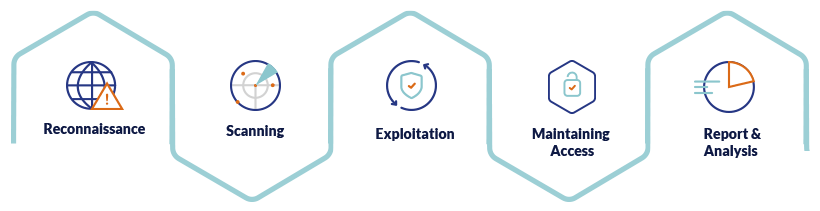 Reconnaissance
Scanning
Exploitation
Maintaining
Access
Report &
Analysis